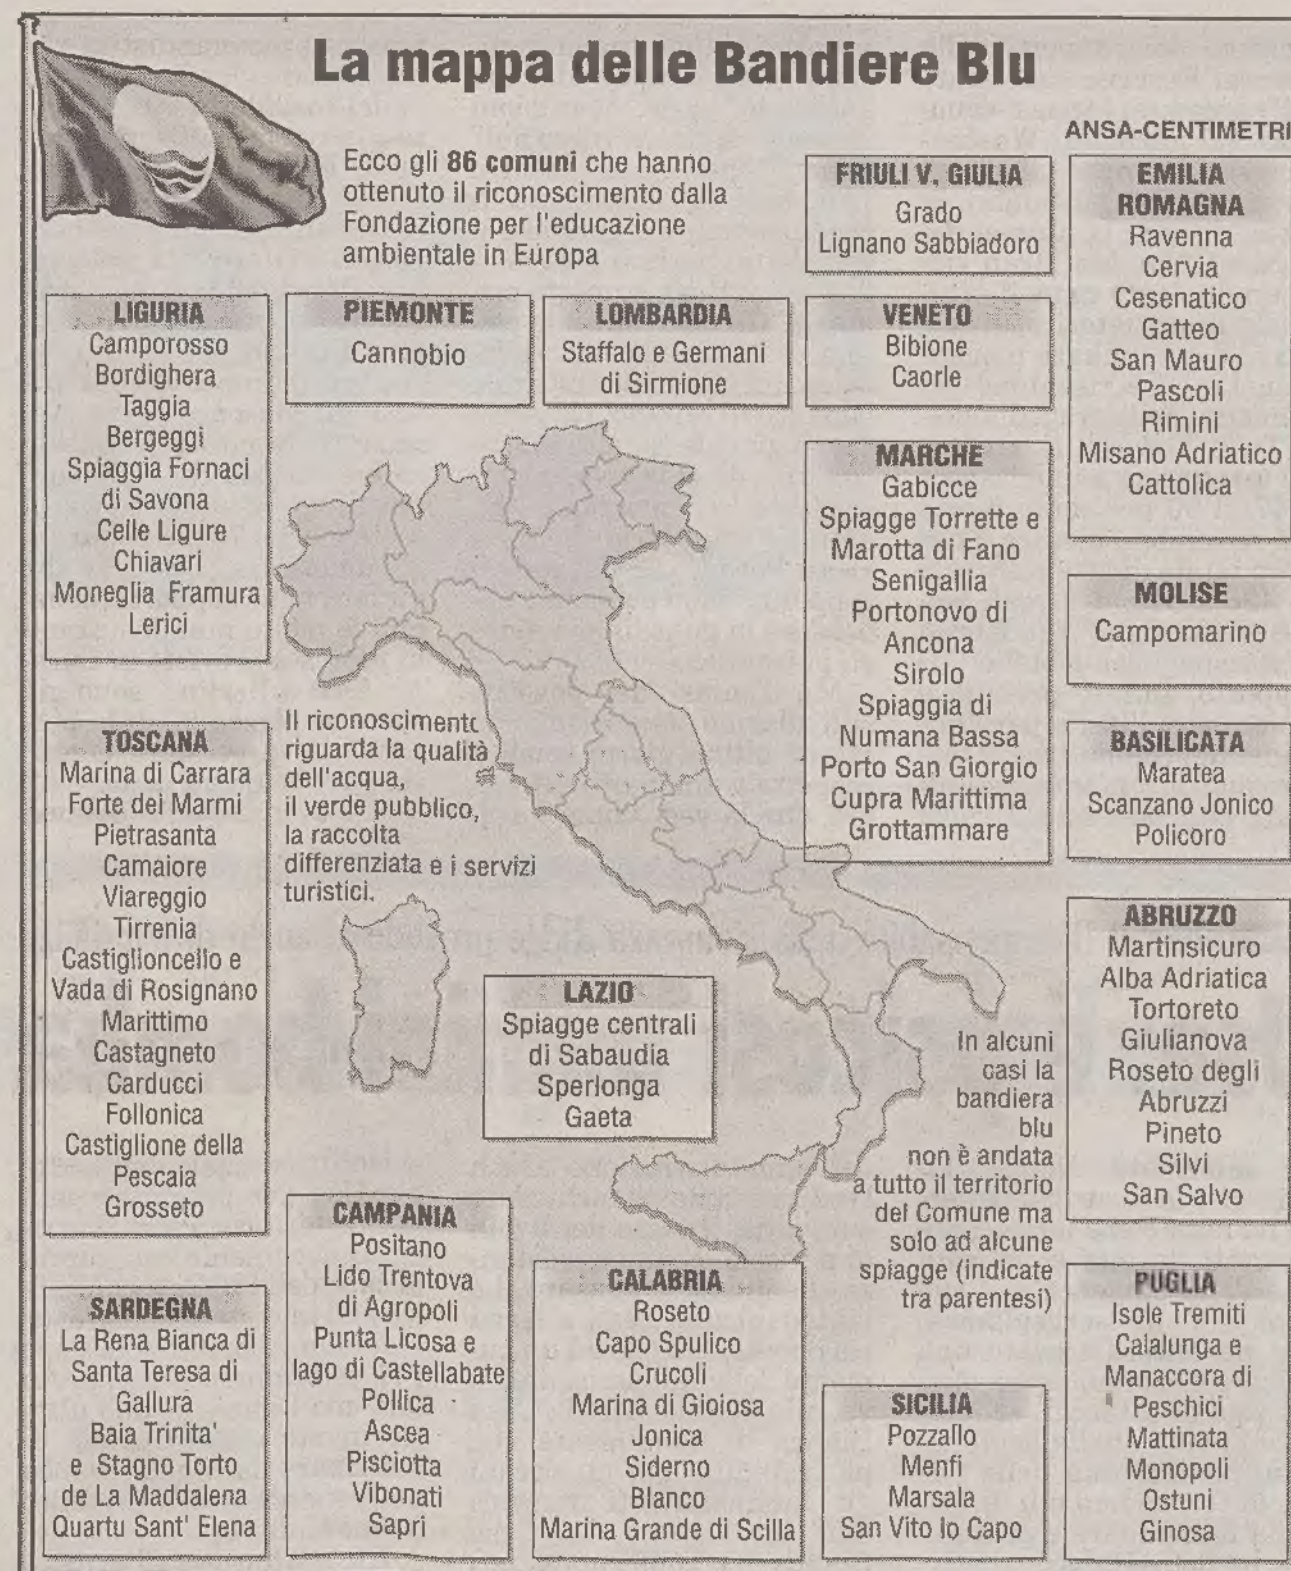 La mappa delle Bandiere Blu
ANSA-CENTIMETRI
Ecco gli 86 comuni che hanno
ottenuto il riconoscimento dalla
Fondazione per l'educazione
ambientale in Europa
FRIULI V. GIULIA
Grado
Lignano Sabbiadoro
EMILIA
ROMAGNA
Ravenna
Cervia
Cesenatico
Gatteo
San Mauro
Pascoli
Rimini
Misano Adriatico
Cattolica
LIGURIA
Camporosso
Bordighera
Taggia
Bergeggi
Spiaggia Fornaci
di Savona
Celle Ligure
Chiavari
Moneglia Framura
Lerici
PIEMONTE
Cannobio
LOMBARDIA
Staffalo e Germani
di Sirmione
VENETO
Bibione
Caorle
MARCHE
Gabicce
Spiagge Torrette e
Marotta di Fano
Senigallia
Portonovo di
Ancona
Sirolo
Spiaggia di
Numana Bassa
Porto San Giorgio
Cupra Marittima
Grottammare
MOLISE
Campomarino
TOSCANA
Marina di Carrara
Forte dei Marmi
Pietrasanta
Camaiore
Viareggio
Tirrenia
Castiglioncello e
Vada di Rosignano
Marittimo
Castagneto
Carducci
Follonica
Castiglione della
Pescaia
Grosseto
Il riconoscimento
riguarda la qualità
dell'acqua,
il verde pubblico,
la raccolta
differenziata e i servizi
turistici.
BASILICATA
Maratea
Scanzano Jonico
Policoro
ABRUZZO
Martinsicuro
Alba Adriatica
Tortoreto
Giulianova
Roseto degli
Abruzzi
Pineto
Silvi
San Salvo
LAZIO
Spiagge centrali
di Sabaudia
Sperlonga
Gaeta
In alcuni
casi la
bandiera
blu
non è andata
a tutto il territorio
del Comune ma
solo ad alcune
spiagge (indicate
tra parentesi)
SARDEGNA
La Rena Bianca di
Santa Teresa di
Gallura
Baia Trinita'
e Stagno Torto
de La Maddalena
Quartu Sant' Elena
CAMPANIA
Positano
Lido Trentova
di Agropoli
Punta Licosa e
lago di Castellabate
Pollica
Ascea
Pisciotta
Vibonati
Sapri
CALABRIA
Roseto
Capo Spulico
Crucoli
Marina di Gioiosa
Jonica
Siderno
Bianco
Marina Grande di Scilla
SICILIA
Pozzallo
Menfi
Marsala
San Vito lo Capo
PUGLIA
Isole Tremiti
Calalunga e
Manaccora di
Peschici
Mattinata
Monopoli
Ostuni
Ginosa